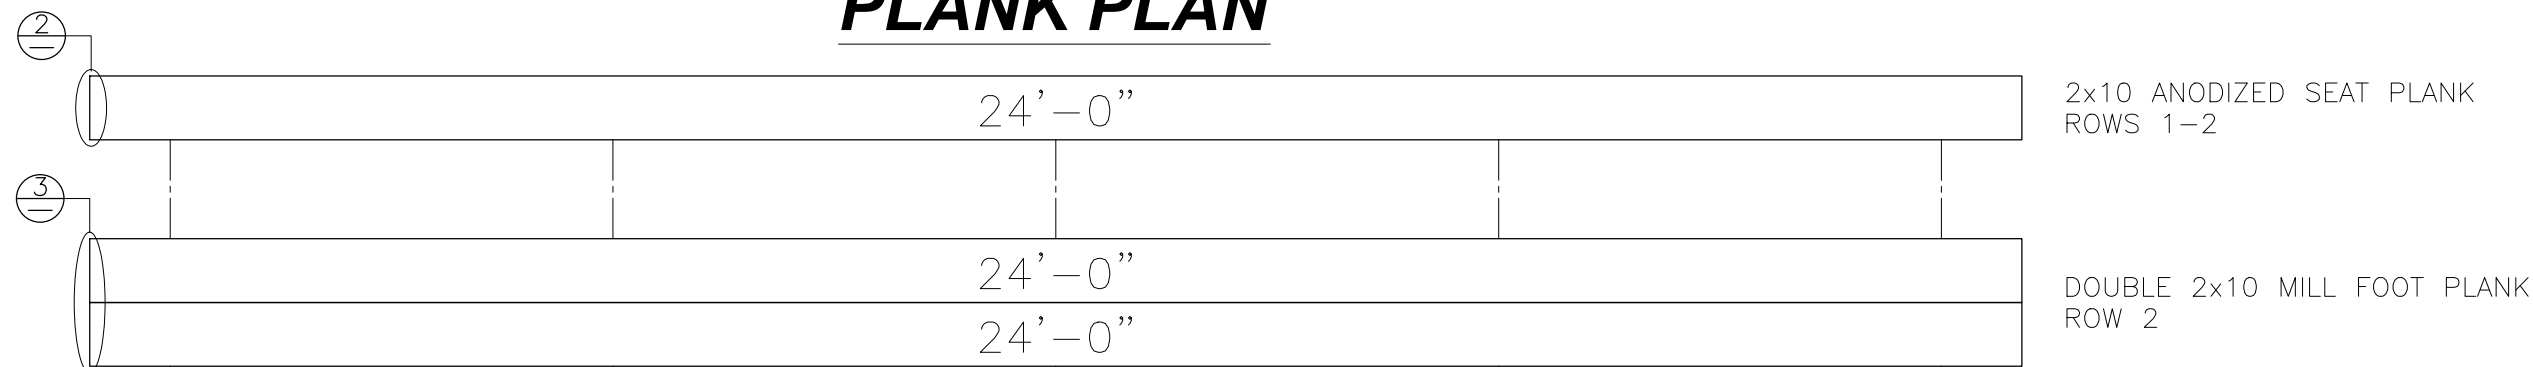 PLANK PLAN
2
24'-0"
2x10 ANODIZED SEAT PLANK
ROWS 1-2
3
24'-0"
24'-0"
DOUBLE 2x10 MILL FOOT PLANK
ROW 2